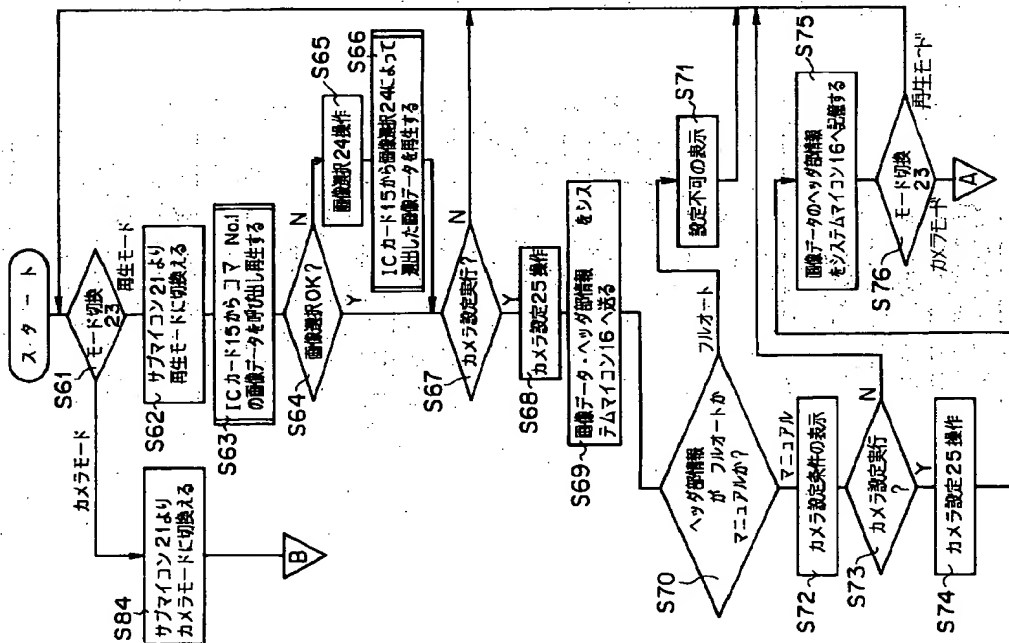 スタート
S61
モード切換
23
カメラモード
再生モード
S84
サブマイコン21より
カメラモードに切換える
B
S62
サブマイコン21より
再生モードに切換える
S63
ICカード15からコマ No.1
の画像データを呼び出し再生する
S64
画像選択OK?
N
Y
S65
画像選択24操作
S66
ICカード15から画像選択24によって
選出した画像データを再生する
S67
カメラ設定実行?
N
Y
S68
カメラ設定25操作
S69
画像データ・ヘッダ部情報 をシス
テムマイコン16へ送る
S70
ヘッダ部情報
が フルオートか
マニュアルか?
フルオート
マニュアル
S71
設定不可の表示
S72
カメラ設定条件の表示
S73
カメラ設定実行
?
N
Y
S74
カメラ設定25操作
S75
画像データのヘッダ部情報
をシステムマイコン16へ記憶する
S76
モード切換
23
再生モード
カメラモード
A